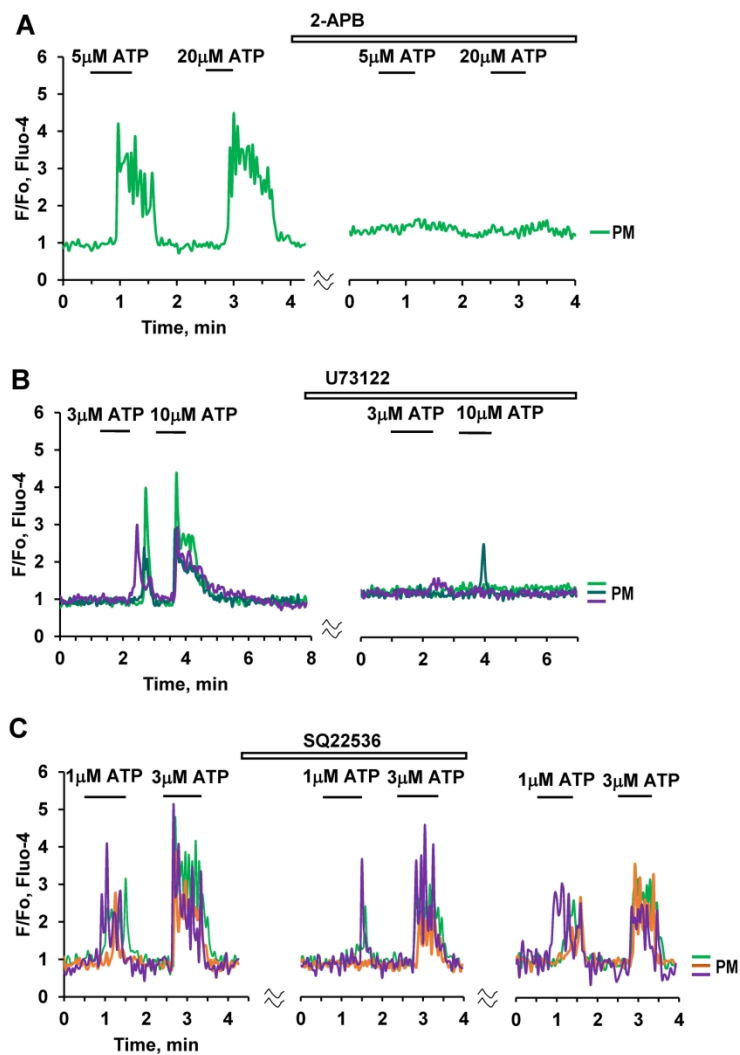 A
2-APB
5μM ATP 20μM ATP 5μM ATP 20μM ATP
6
5
4
3
2
1
0
F/Fo, Fluo-4
PM
0 1 2 3 4 0 1 2 3 4
Time, min
B
U73122
3μM ATP 10μM ATP 3μM ATP 10μM ATP
6
5
4
3
2
1
0
F/Fo, Fluo-4
PM
0 2 4 6 8 0 2 4 6
Time, min
C
SQ22536
1μM ATP 3μM ATP 1μM ATP 3μM ATP 1μM ATP 3μM ATP
6
5
4
3
2
1
0
F/Fo, Fluo-4
PM
0 1 2 3 4 0 1 2 3 4 0 1 2 3 4
Time, min